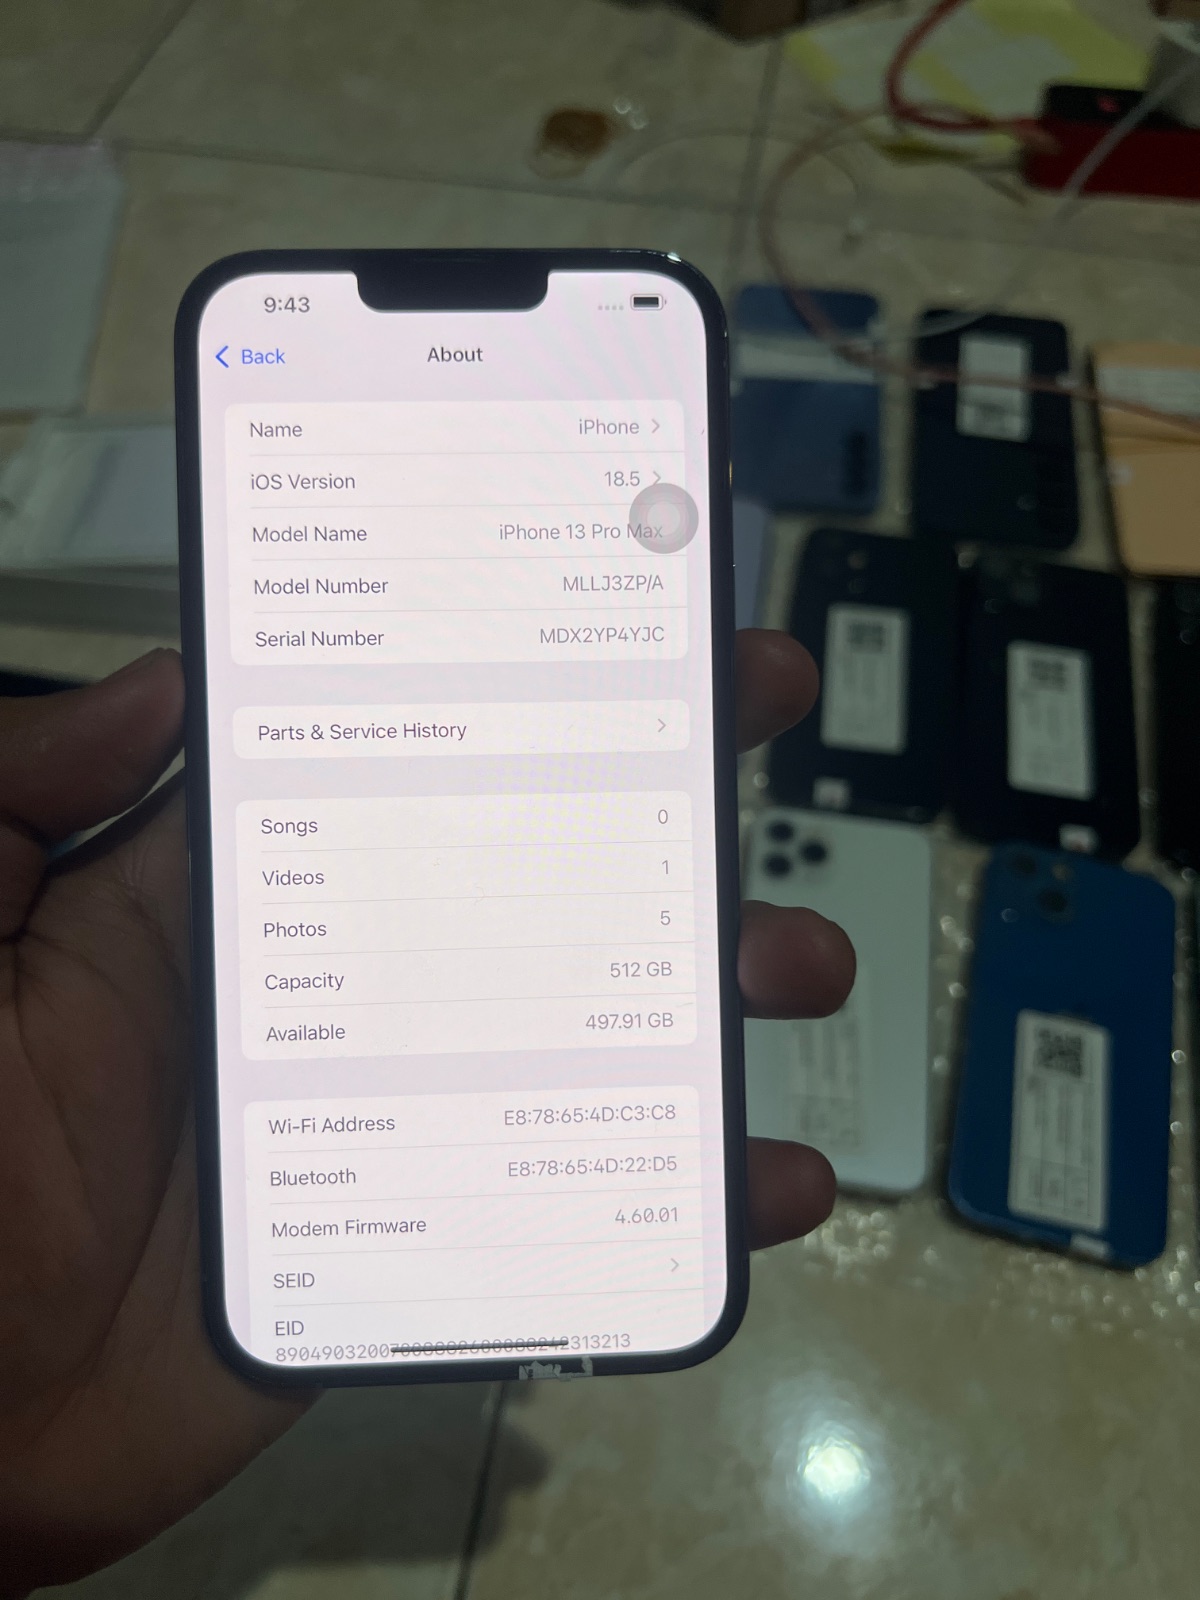 9:43
Back
About
Name iPhone
iOS Version 18.5
Model Name iPhone 13 Pro Max
Model Number MLLJ3ZP/A
Serial Number MDX2YP4YJC
Parts & Service History
Songs 0
Videos 1
Photos 5
Capacity 512 GB
Available 497.91 GB
Wi-Fi Address E8:78:65:4D:C3:C8
Bluetooth E8:78:65:4D:22:D5
Modem Firmware 4.60.01
SEID
EID